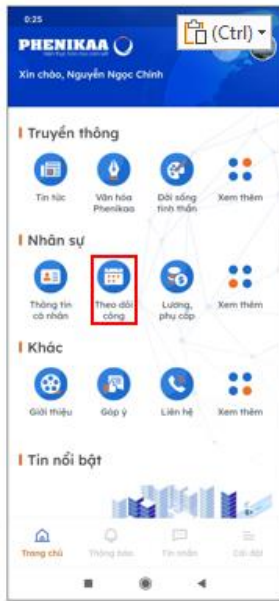 0:25
(Ctrl)
PHENIKAA
Xin chào, Nguyễn Ngọc Chinh
Truyền thông
Tin tức
Văn hóa Phenikaa
Đời sống tinh thần
Xem thêm
Nhân sự
Thông tin cá nhân
Theo dõi công
Lương, phụ cấp
Xem thêm
Khác
Giới thiệu
Góp ý
Liên hệ
Xem thêm
Tin nổi bật
Trang chủ
Thông báo
Tin nhắn
Cài đặt